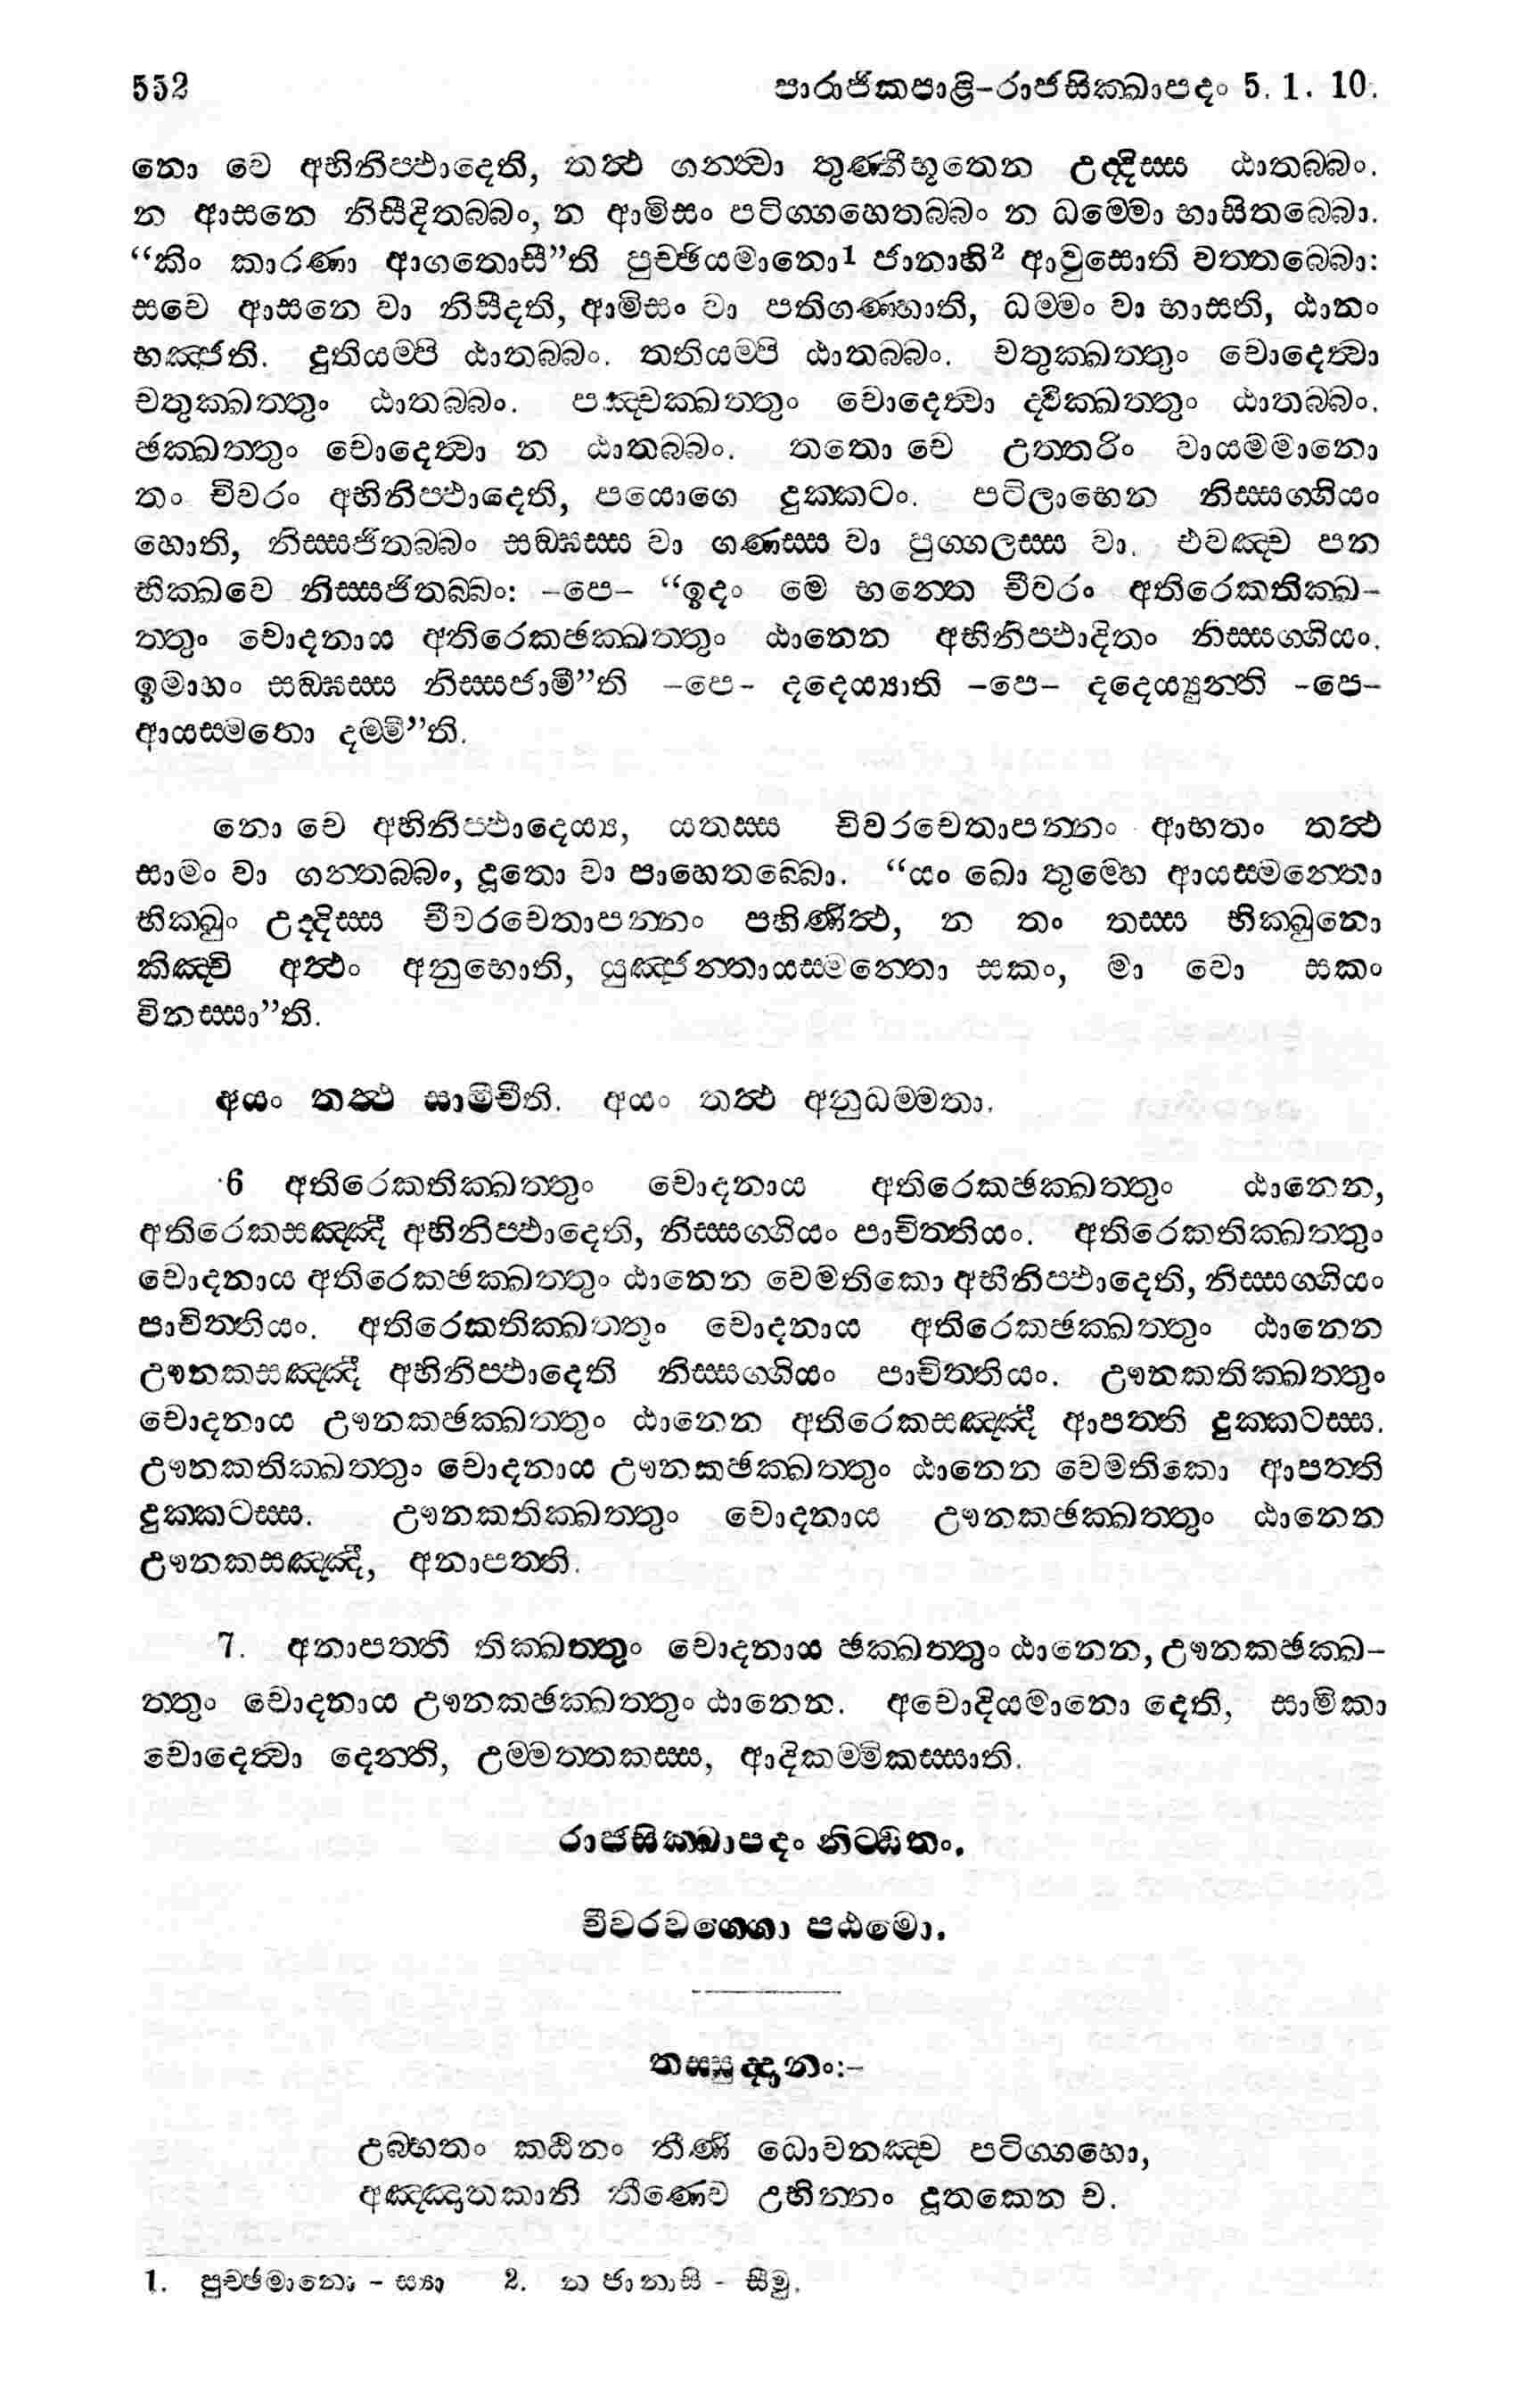 552 පාරාජිකපාළි-රාජසික්ඛාපදං 5. 1. 10.
නො චෙ අභිනිප්ඵාදෙති, තත්ථ ගන්ත්වා තුණ්හීභූතෙන උද්දිස්ස ඨාතබ්බං.
න ආසනෙ නිසීදිතබ්බං, න ආමිසං පටිග්ගහෙතබ්බං න ධම්මො භාසිතබ්බො.
“කිං කාරණා ආගතොසී”ති පුච්ඡියමානො1 ජානාහි2 ආවුසොති වත්තබ්බො:
සචෙ ආසනෙ වා නිසීදති, ආමිසං වා පතිගණ්හාති, ධම්මං වා භාසති, ඨානං
භඤ්ජති. දුතියම්පි ඨාතබ්බං. තතියම්පි ඨාතබ්බං. චතුක්ඛත්තුං චොදෙත්වා
චතුක්ඛත්තුං ඨාතබ්බං. පඤ්චක්ඛත්තුං චොදෙත්වා ද්වික්ඛත්තුං ඨාතබ්බං.
ඡක්ඛත්තුං චොදෙත්වා න ඨාතබ්බං. තතො චෙ උත්තරිං වායමමානො
තං චීවරං අභිනිප්ඵාදෙති, පයොගෙ දුක්කටං. පටිලාභෙන නිස්සග්ගියං
හොති, නිස්සජිතබ්බං සඞ්ඝස්ස වා ගණස්ස වා පුග්ගලස්ස වා. එවඤ්ච පන
භික්ඛවෙ නිස්සජිතබ්බං: -පෙ- “ඉදං මෙ භන්තෙ චීවරං අතිරෙකතික්ඛ-
ත්තුං චොදනාය අතිරෙකඡක්ඛත්තුං ඨානෙන අභිනිප්ඵාදිතං නිස්සග්ගියං.
ඉමාහං සඞ්ඝස්ස නිස්සජාමී”ති -පෙ- දදෙය්‍යාති -පෙ- දදෙය්‍යුන්ති -පෙ-
ආයස්මතො දම්මී”ති.
නො චෙ අභිනිප්ඵාදෙය්‍ය, යතස්ස චීවරචෙතාපන්නං ආභතං තත්ථ
සාමං වා ගන්තබ්බං, දූතො වා පාහෙතබ්බො. “යං ඛො තුම්හෙ ආයස්මන්තො
භික්ඛුං උද්දිස්ස චීවරචෙතාපන්නං පහිණිත්ථ, න තං තස්ස භික්ඛුනො
කිඤ්චි අත්ථං අනුභොති, යුඤ්ජන්තායස්මන්තො සකං, මා වො සකං
විනස්සා”ති.
අයං තත්ථ සාමීචීති. අයං තත්ථ අනුධම්මතා.
6 අතිරෙකතික්ඛත්තුං චොදනාය අතිරෙකඡක්ඛත්තුං ඨානෙන,
අතිරෙකසඤ්ඤී අභිනිප්ඵාදෙති, නිස්සග්ගියං පාචිත්තියං. අතිරෙකතික්ඛත්තුං
චොදනාය අතිරෙකඡක්ඛත්තුං ඨානෙන වෙමතිකො අභිනිප්ඵාදෙති, නිස්සග්ගියං
පාචිත්තියං. අතිරෙකතික්ඛත්තුං චොදනාය අතිරෙකඡක්ඛත්තුං ඨානෙන
ඌනකසඤ්ඤී අභිනිප්ඵාදෙති නිස්සග්ගියං පාචිත්තියං. ඌනකතික්ඛත්තුං
චොදනාය ඌනකඡක්ඛත්තුං ඨානෙන අතිරෙකසඤ්ඤී ආපත්ති දුක්කටස්ස.
ඌනකතික්ඛත්තුං චොදනාය ඌනකඡක්ඛත්තුං ඨානෙන වෙමතිකො ආපත්ති
දුක්කටස්ස. ඌනකතික්ඛත්තුං චොදනාය ඌනකඡක්ඛත්තුං ඨානෙන
ඌනකසඤ්ඤී, අනාපත්ති.
7. අනාපත්තී තික්ඛත්තුං චොදනාය ඡක්ඛත්තුං ඨානෙන, ඌනකඡක්ඛ-
ත්තුං චොදනාය ඌනකඡක්ඛත්තුං ඨානෙන. අචොදියමානො දෙති, සාමිකා
චොදෙත්වා දෙන්ති, උම්මත්තකස්ස, ආදිකම්මිකස්සාති.
රාජසික්ඛාපදං නිට්ඨිතං.
චීවරවග්ගො පඨමො.
තස්සුද්දානං:-
උබ්භතං කඨිනං තීණි ධොවනඤ්ච පටිග්ගහො,
අඤ්ඤාතකානි තීණෙව උභින්නං දූතකෙන ච.
1. පුච්ඡමානො - ස්‍යා 2. න ජානාසි - සීමු.